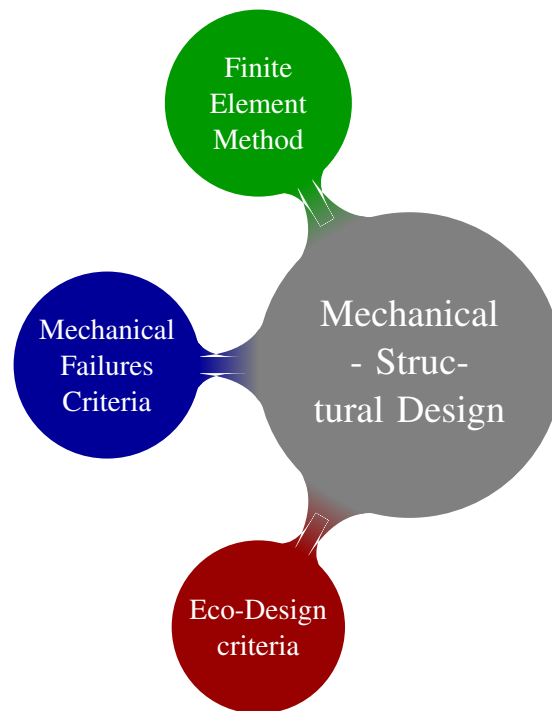 Finite
Element
Method
Mechanical
Failures
Criteria
Mechanical
- Struc-
tural Design
Eco-Design
criteria